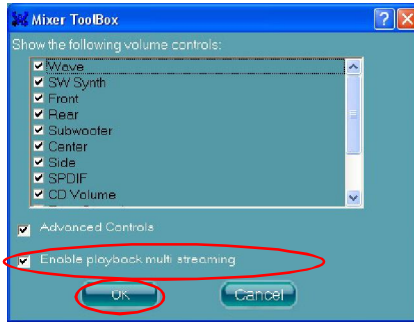 Mixer ToolBox
Show the following volume controls:
Wave
SW Synth
Front
Rear
Subwoofer
Center
Side
SPDIF
CD Volume
Advanced Controls
Enable playback multi streaming
OK
Cancel